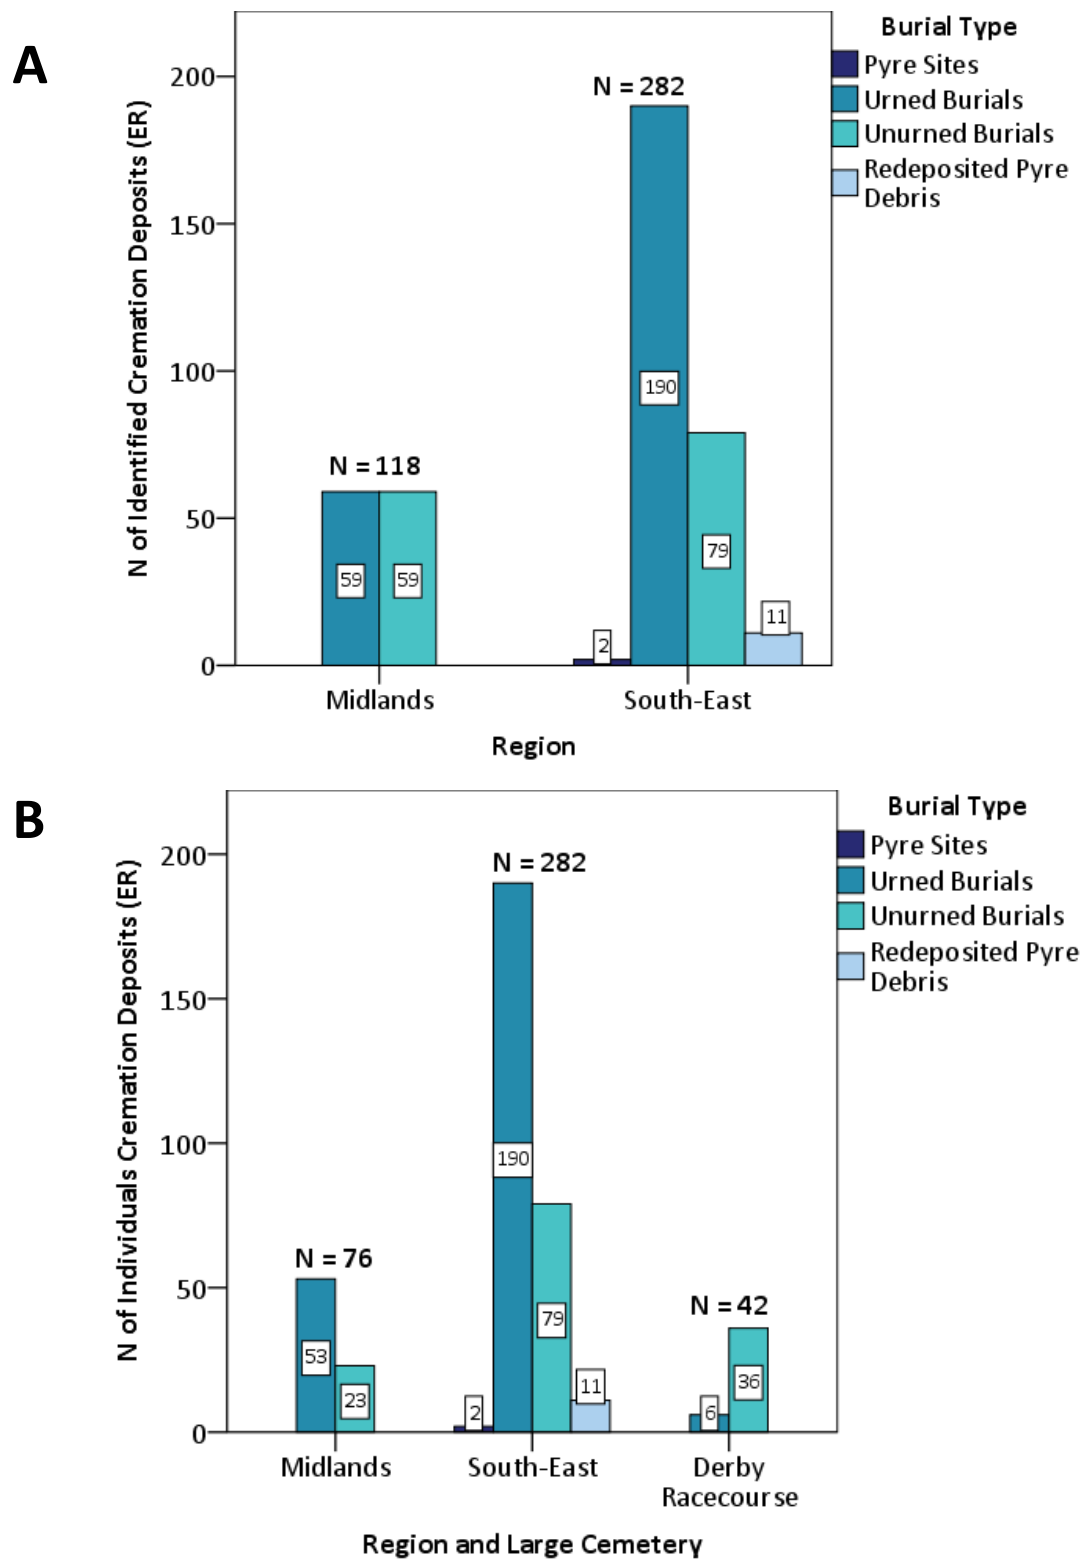 A
N of Identified Cremation Deposits (ER)
200
150
100
50
0
N = 118
59
59
N = 282
2
190
79
11
Midlands
South-East
Region
Burial Type
Pyre Sites
Urned Burials
Unurned Burials
Redeposited Pyre
Debris
B
N of Individuals Cremation Deposits (ER)
200
150
100
50
0
N = 76
53
23
N = 282
2
190
79
11
N = 42
6
36
Midlands
South-East
Derby
Racecourse
Region and Large Cemetery
Burial Type
Pyre Sites
Urned Burials
Unurned Burials
Redeposited Pyre
Debris